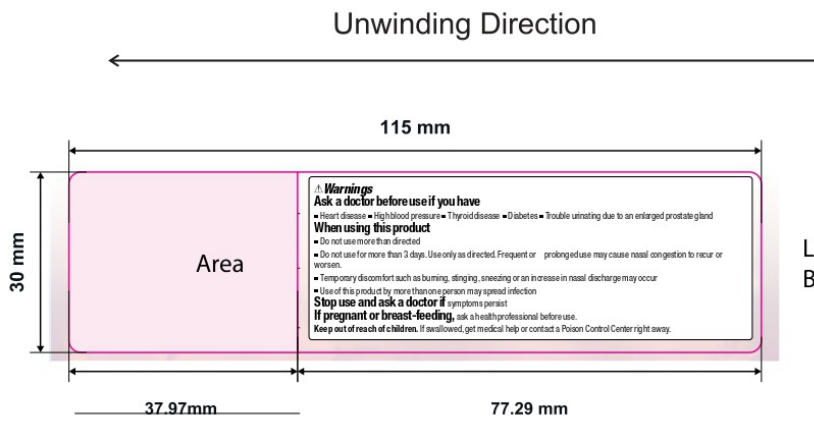 Unwinding Direction
115 mm
30 mm
Area
⚠Warnings
Ask a doctor before use if you have
▪ Heart disease ▪ High blood pressure ▪ Thyroid disease ▪ Diabetes ▪ Trouble urinating due to an enlarged prostate gland
When using this product
▪ Do not use more than directed
▪ Do not use for more than 3 days. Use only as directed. Frequent or prolonged use may cause nasal congestion to recur or
worsen.
▪ Temporary discomfort such as burning, stinging, sneezing or an increase in nasal discharge may occur
▪ Use of this product by more than one person may spread infection
Stop use and ask a doctor if symptoms persist
If pregnant or breast-feeding, ask a health professional before use.
Keep out of reach of children. If swallowed, get medical help or contact a Poison Control Center right away.
L
B
37.97mm
77.29 mm